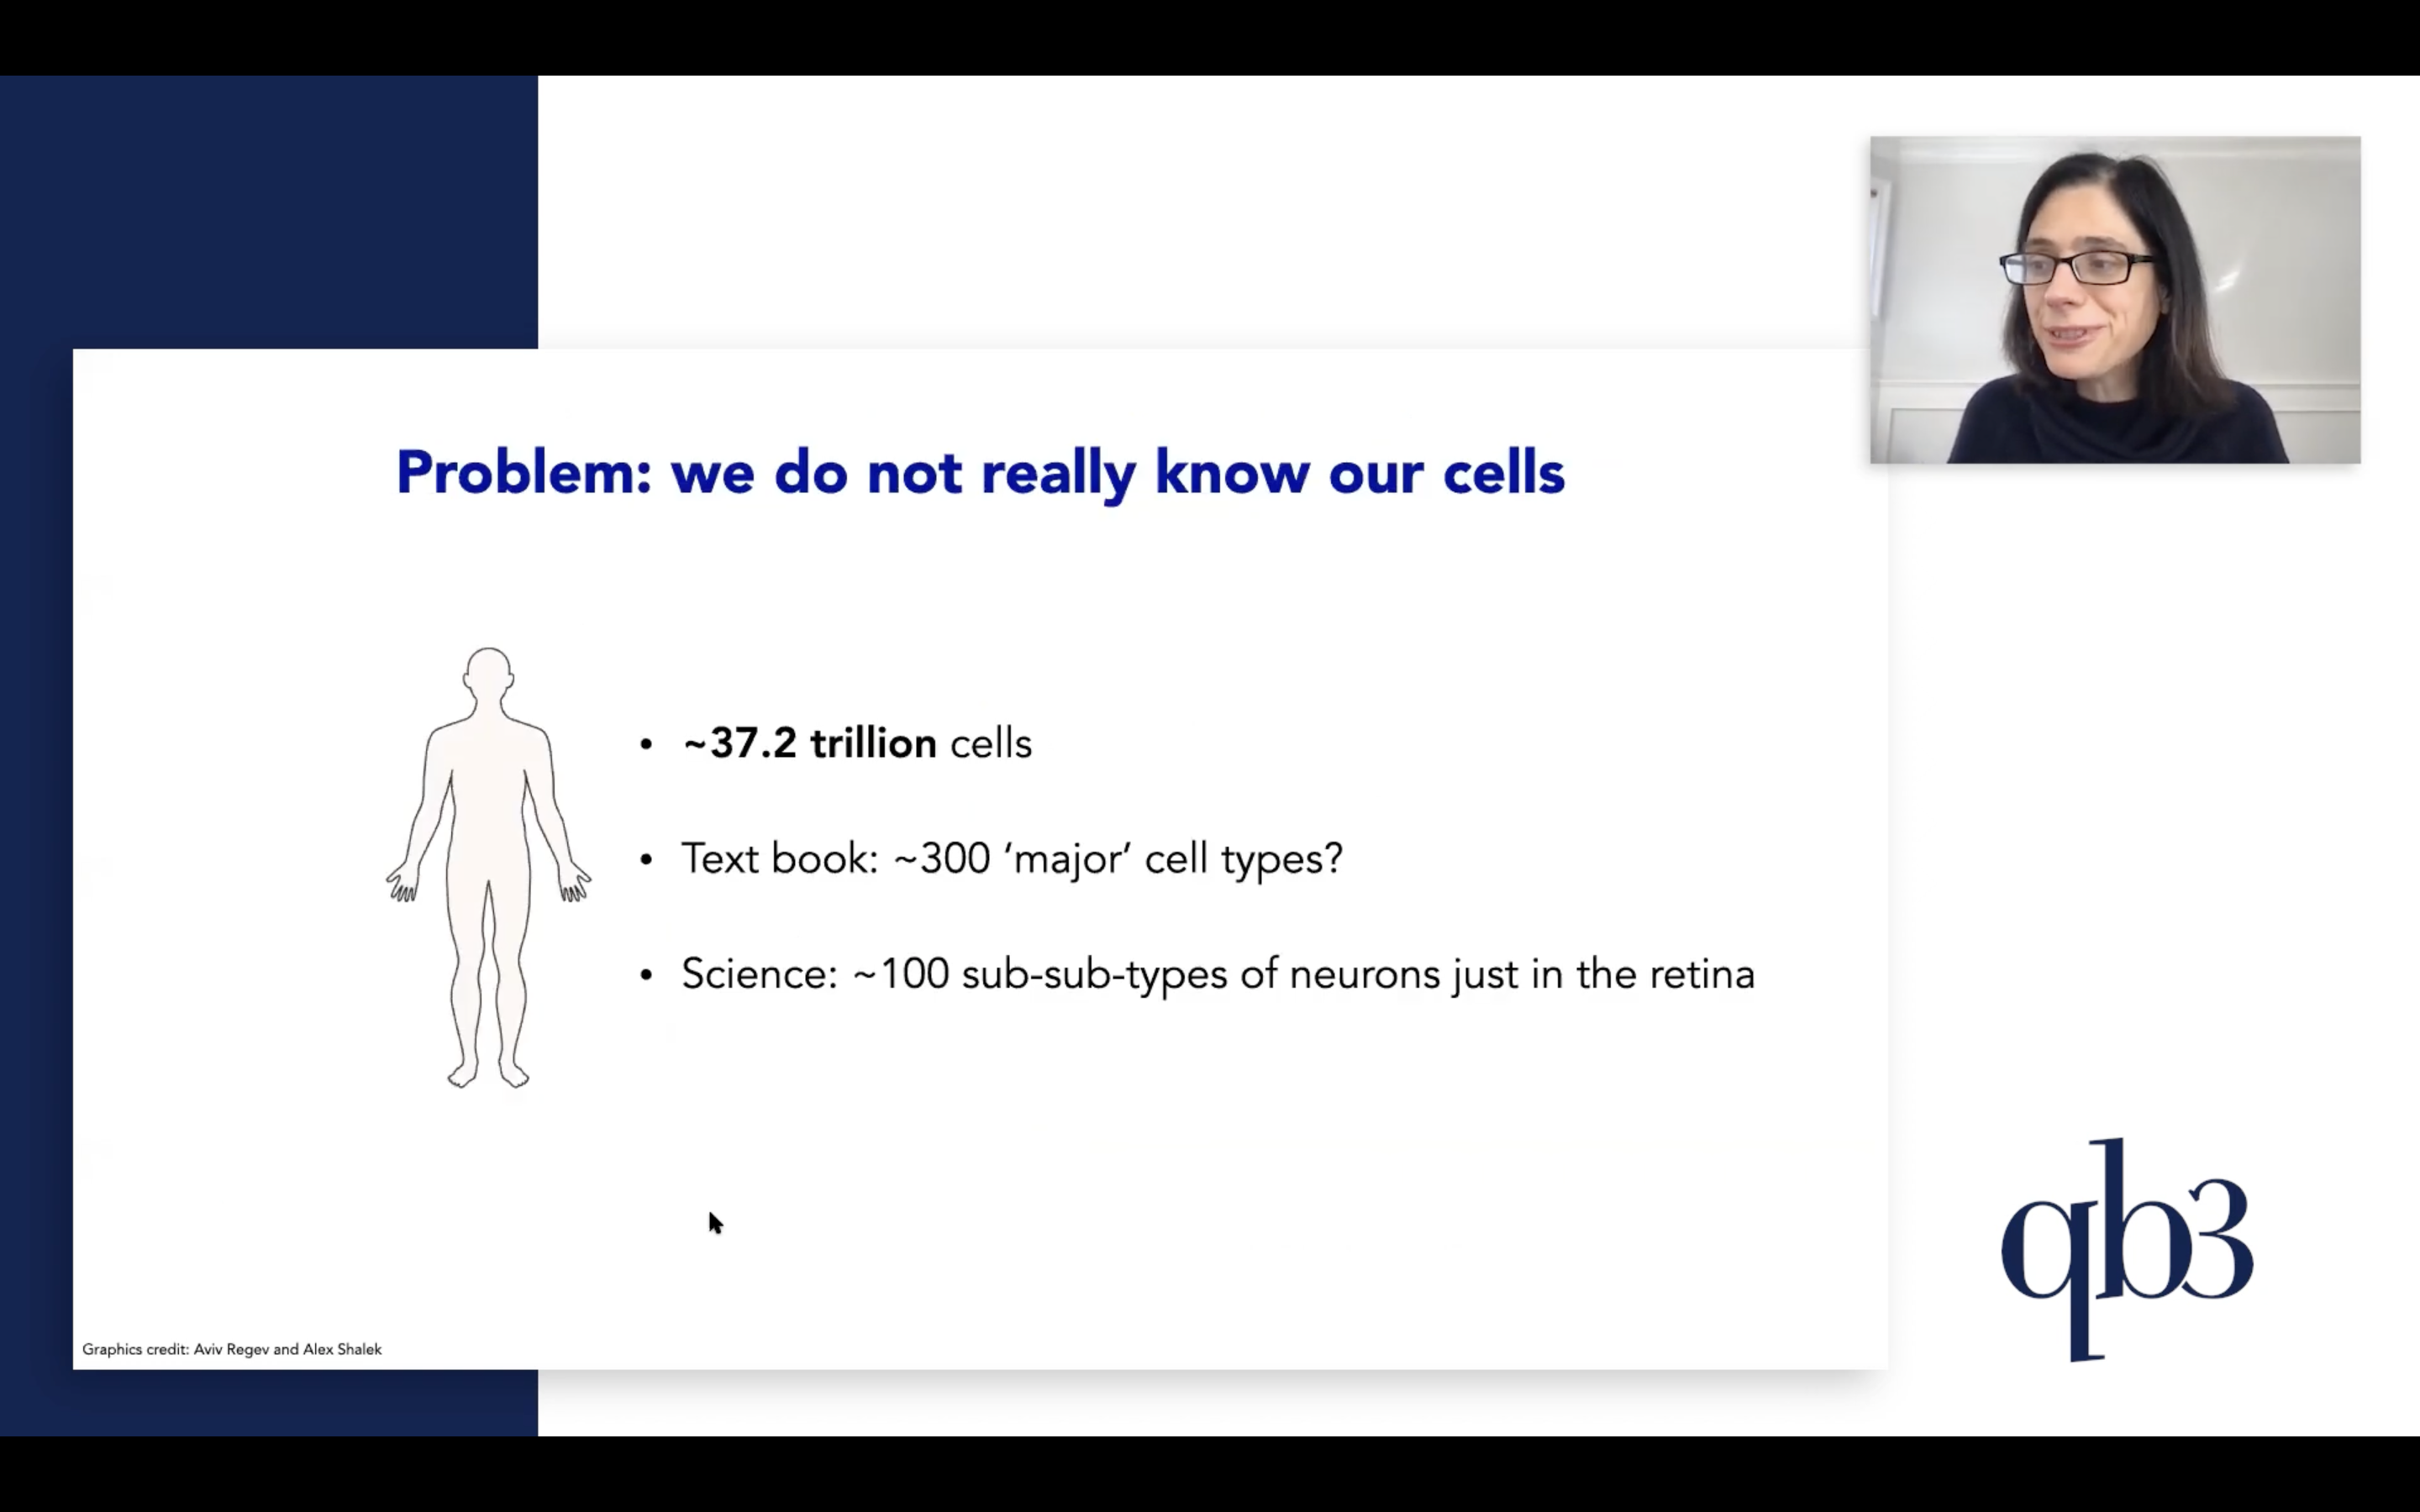 Problem: we do not really know our cells
• ~37.2 trillion cells
• Text book: ~300 ‘major’ cell types?
• Science: ~100 sub-sub-types of neurons just in the retina
Graphics credit: Aviv Regev and Alex Shalek
qb3